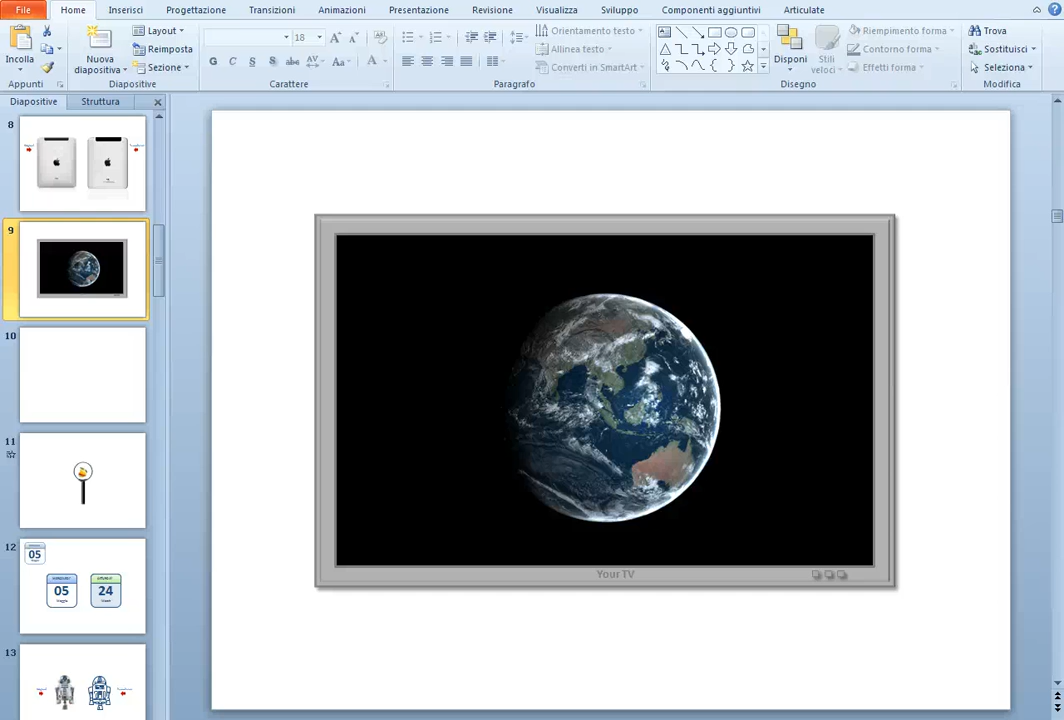 File Home Inserisci Progettazione Transizioni Animazioni Presentazione Revisione Visualizza Sviluppo Componenti aggiuntivi Articulate
Incolla
Appunti
Nuova
diapositiva
Layout
Reimposta
Sezione
Diapositive
18
G C S abc AV Aa A
Carattere
Paragrafo
Orientamento testo
Allinea testo
Converti in SmartArt
Disponi
Stili
veloci
Riempimento forma
Contorno forma
Effetti forma
Disegno
Trova
Sostituisci
Seleziona
Modifica
Diapositive Struttura
8
9
10
11
12
05
05
24
13
Your TV